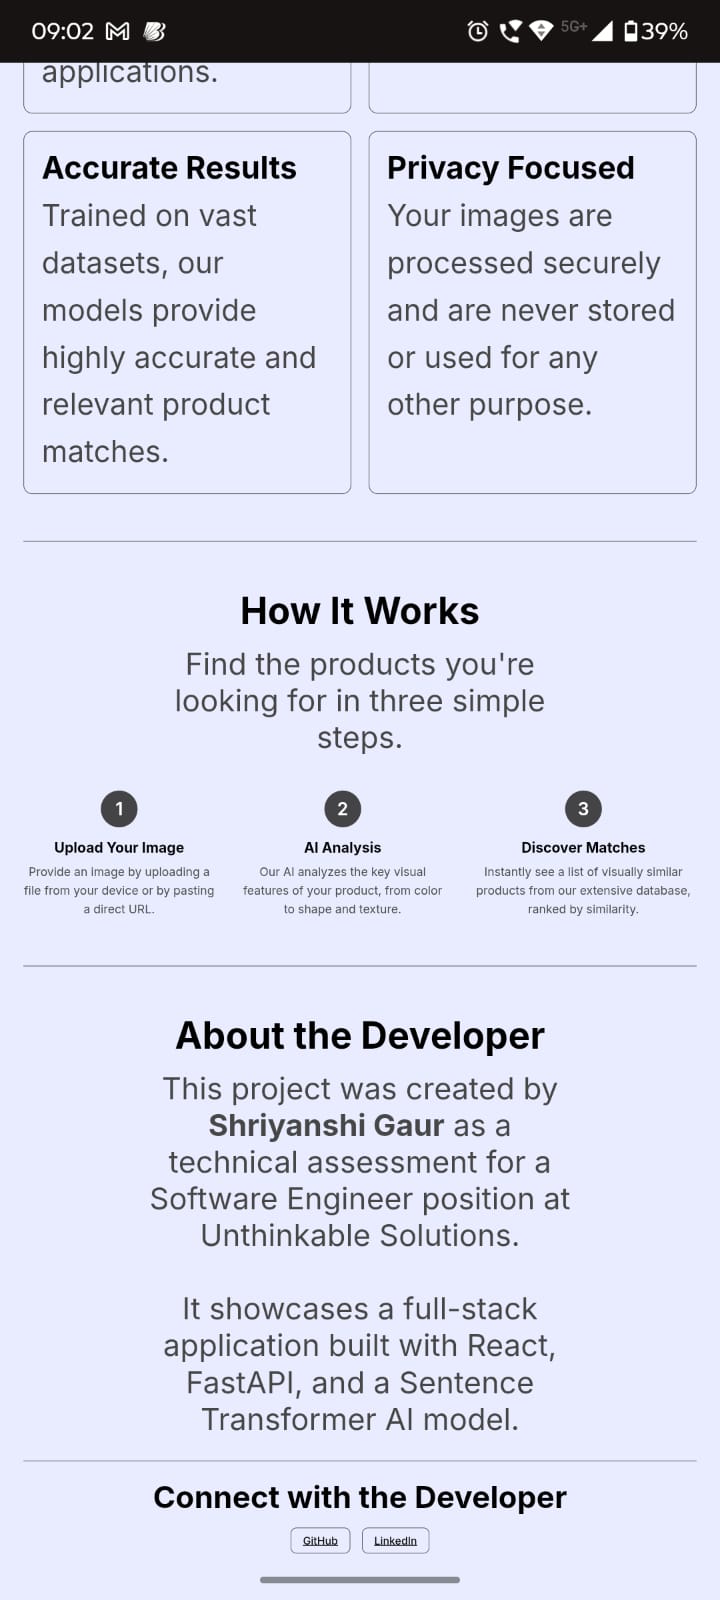 09:02
5G+
39%
applications.
Accurate Results
Trained on vast
datasets, our
models provide
highly accurate and
relevant product
matches.
Privacy Focused
Your images are
processed securely
and are never stored
or used for any
other purpose.
How It Works
Find the products you're
looking for in three simple
steps.
1
Upload Your Image
Provide an image by uploading a
file from your device or by pasting
a direct URL.
2
AI Analysis
Our AI analyzes the key visual
features of your product, from color
to shape and texture.
3
Discover Matches
Instantly see a list of visually similar
products from our extensive database,
ranked by similarity.
About the Developer
This project was created by
Shriyanshi Gaur as a
technical assessment for a
Software Engineer position at
Unthinkable Solutions.
It showcases a full-stack
application built with React,
FastAPI, and a Sentence
Transformer AI model.
Connect with the Developer
GitHub
LinkedIn